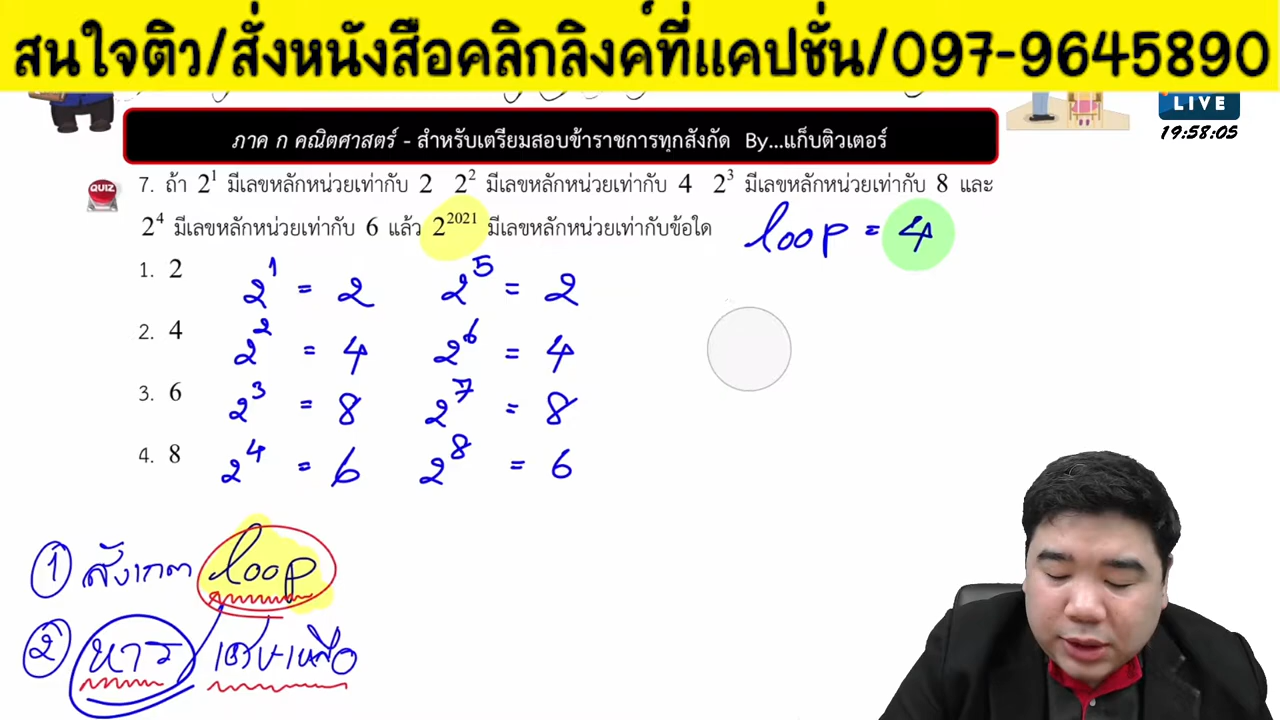 สนใจติว/สั่งหนังสือคลิกลิงค์ที่แคปชั่น/097-9645890
LIVE
19:58:05
ภาค ก คณิตศาสตร์ - สำหรับเตรียมสอบข้าราชการทุกสังกัด By...แก็บติวเตอร์
QUIZ
7. ถ้า 2¹ มีเลขหลักหน่วยเท่ากับ 2 2² มีเลขหลักหน่วยเท่ากับ 4 2³ มีเลขหลักหน่วยเท่ากับ 8 และ
2⁴ มีเลขหลักหน่วยเท่ากับ 6 แล้ว 2²⁰²¹ มีเลขหลักหน่วยเท่ากับข้อใด
loop = 4
1. 2
2. 4
3. 6
4. 8
2¹ = 2 2⁵ = 2
2² = 4 2⁶ = 4
2³ = 8 2⁷ = 8
2⁴ = 6 2⁸ = 6
① สังเกต loop
② หาร เศษเหลือ